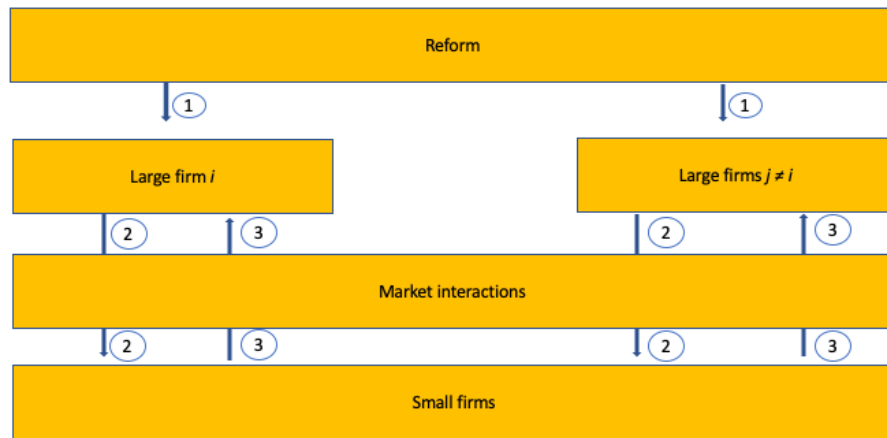 Reform
1 1
Large firm i Large firms j ≠ i
2 3 2 3
Market interactions
2 3 2 3
Small firms